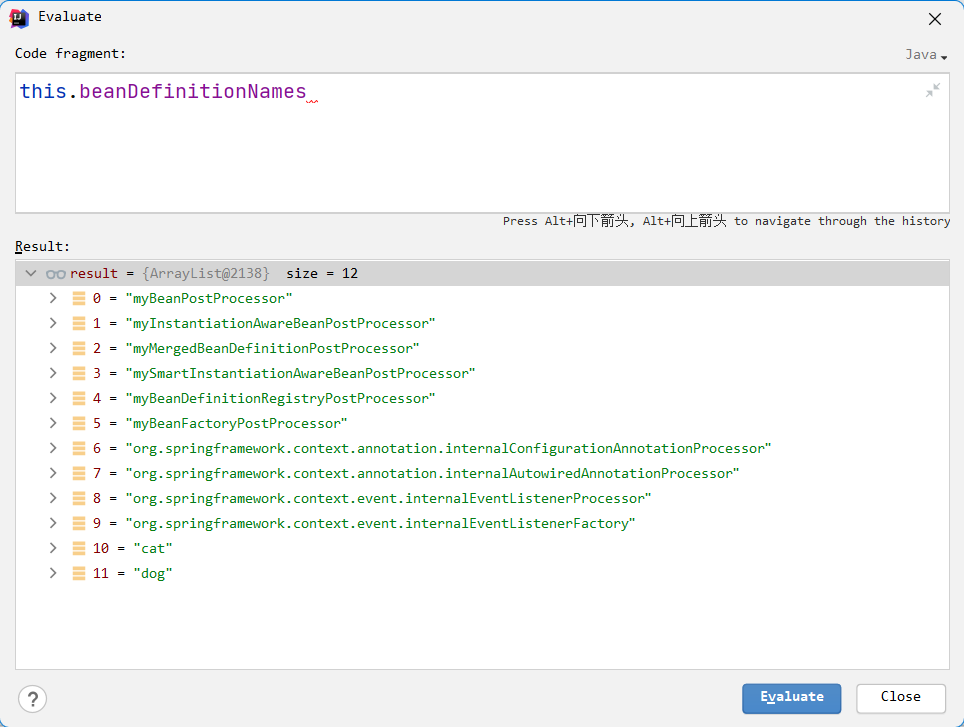 Evaluate
Code fragment:
Java
this.beanDefinitionNames
Press Alt+向下箭头, Alt+向上箭头 to navigate through the history
Result:
result = {ArrayList@2138} size = 12
0 = "myBeanPostProcessor"
1 = "myInstantiationAwareBeanPostProcessor"
2 = "myMergedBeanDefinitionPostProcessor"
3 = "mySmartInstantiationAwareBeanPostProcessor"
4 = "myBeanDefinitionRegistryPostProcessor"
5 = "myBeanFactoryPostProcessor"
6 = "org.springframework.context.annotation.internalConfigurationAnnotationProcessor"
7 = "org.springframework.context.annotation.internalAutowiredAnnotationProcessor"
8 = "org.springframework.context.event.internalEventListenerProcessor"
9 = "org.springframework.context.event.internalEventListenerFactory"
10 = "cat"
11 = "dog"
?
Evaluate
Close